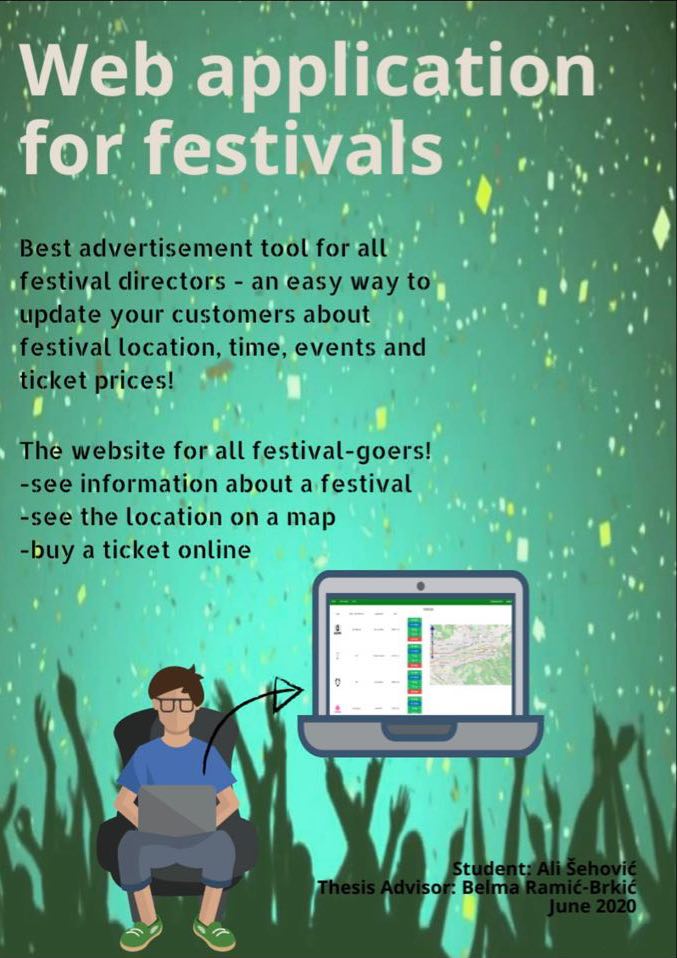 Web application
for festivals
Best advertisement tool for all
festival directors - an easy way to
update your customers about
festival location, time, events and
ticket prices!
The website for all festival-goers!
-see information about a festival
-see the location on a map
-buy a ticket online
Student: Ali Šehović
Thesis Advisor: Belma Ramić-Brkić
June 2020